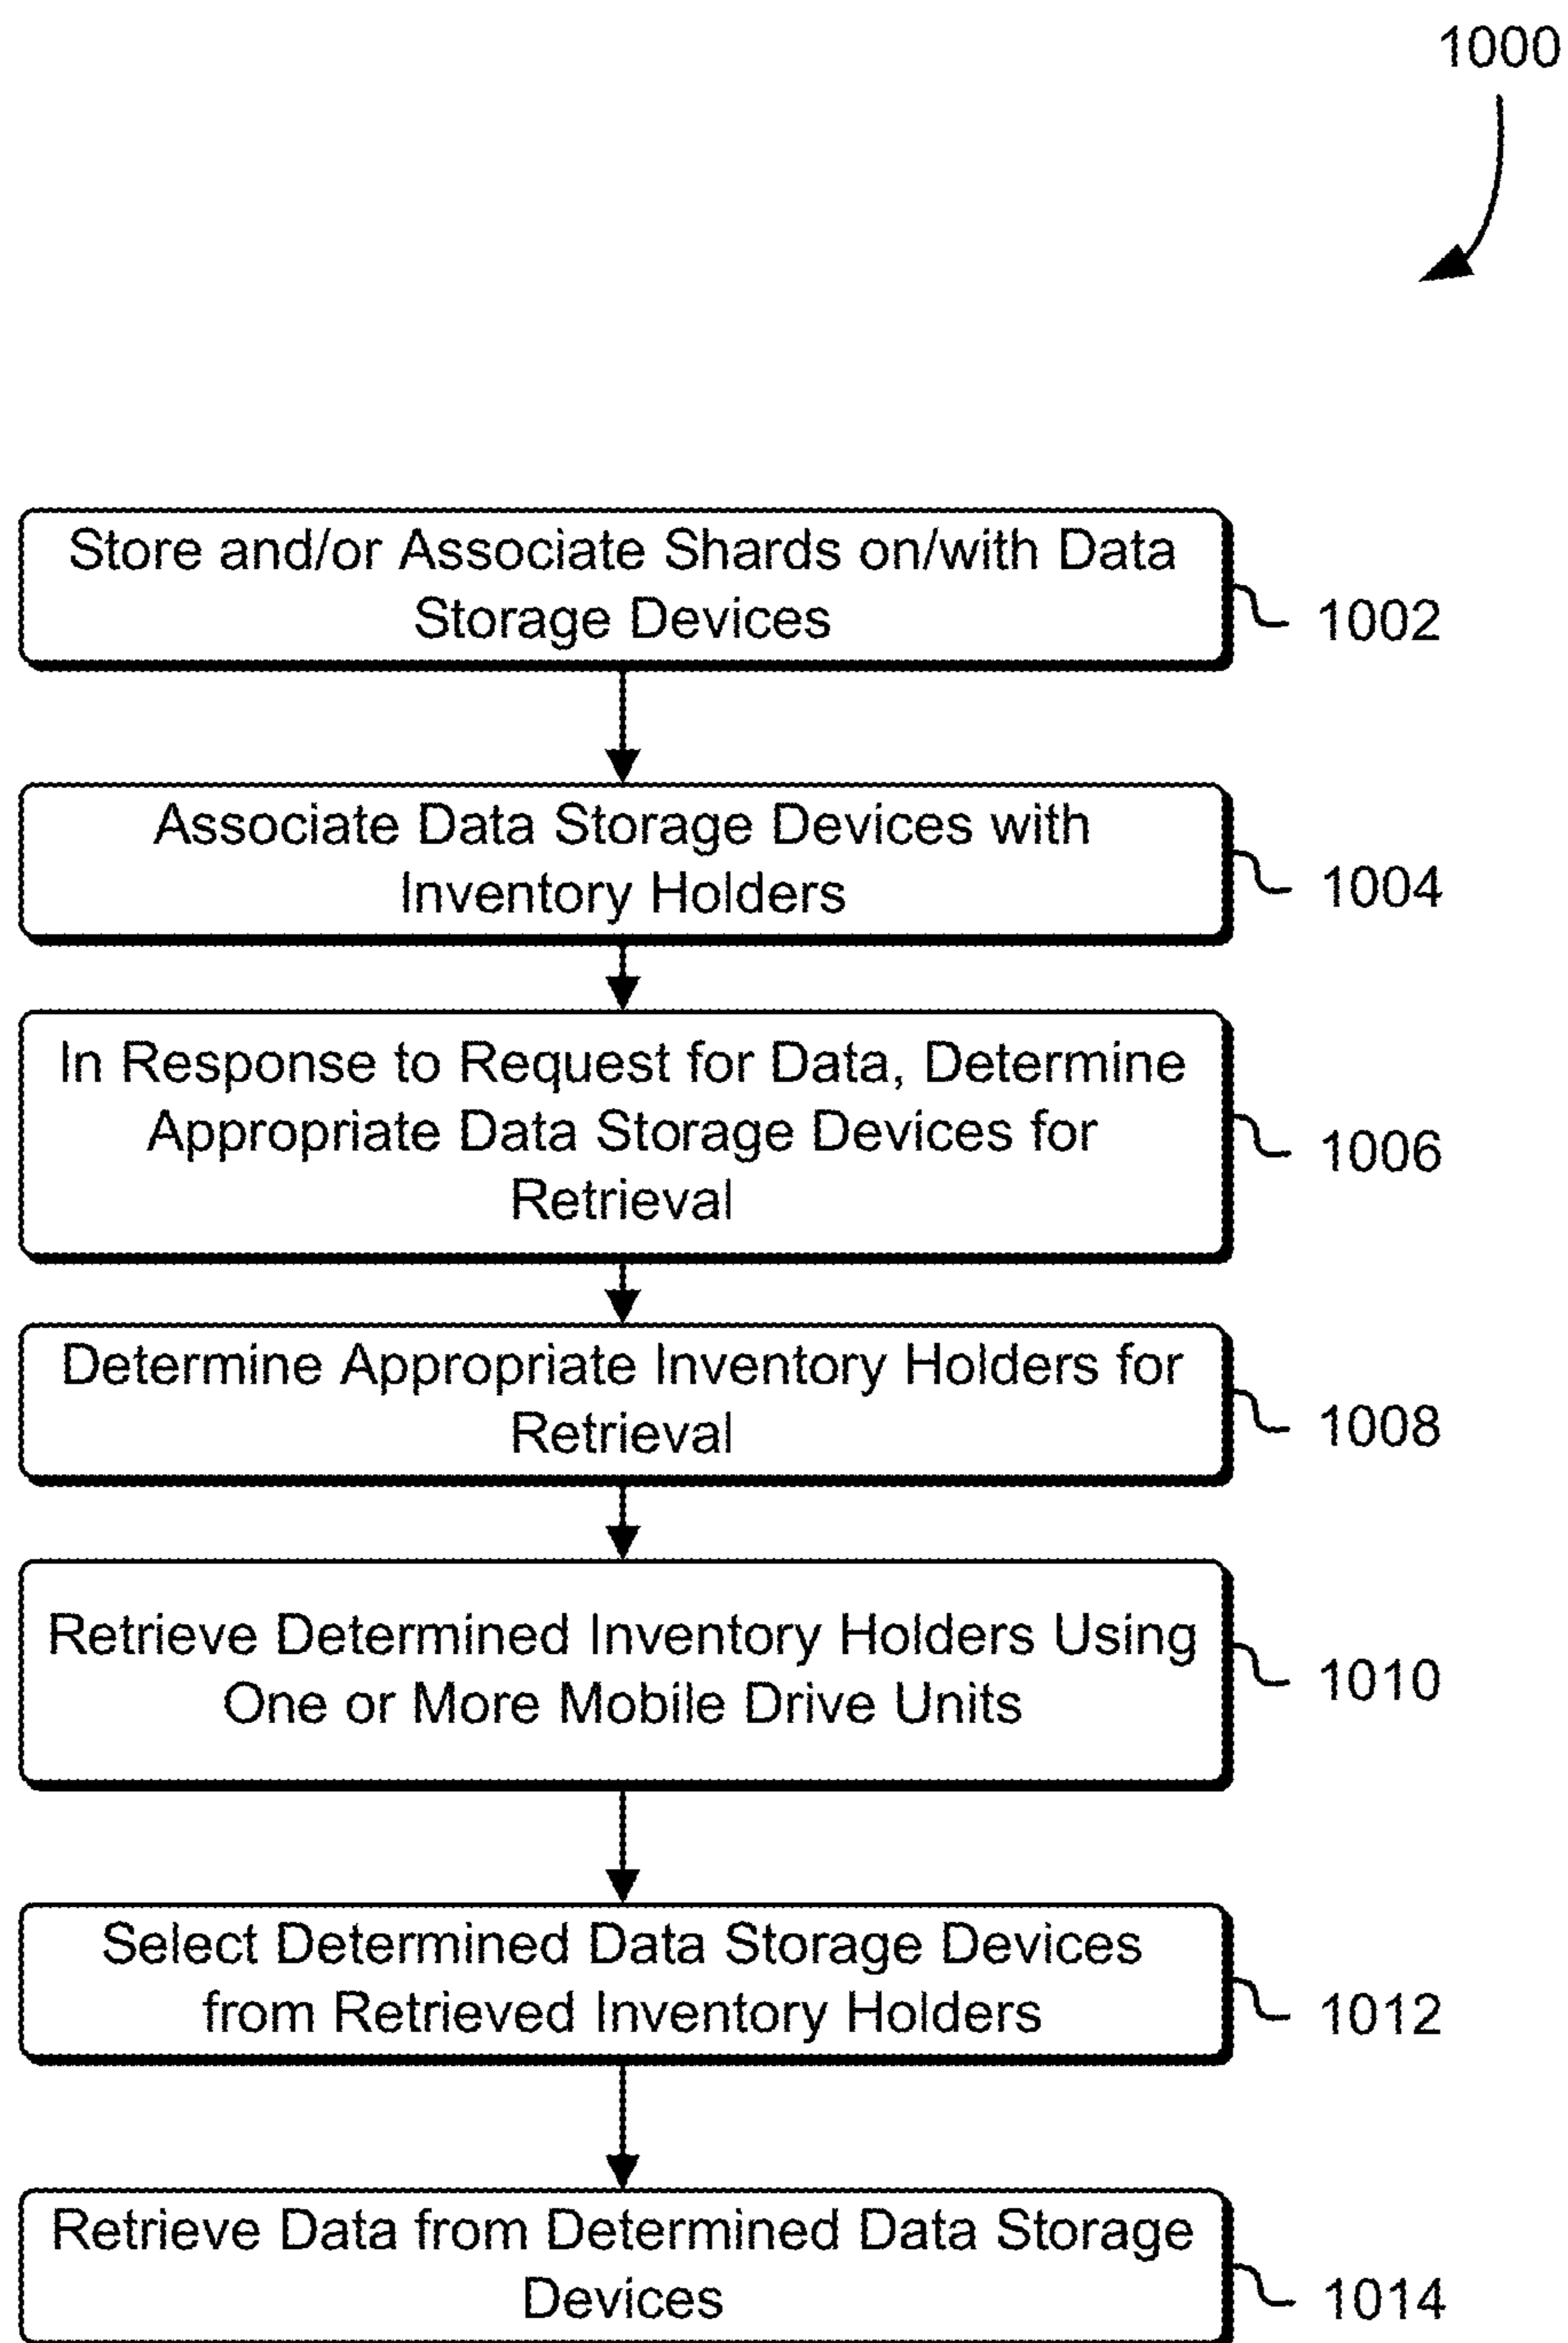 1000
Store and/or Associate Shards on/with Data
Storage Devices
1002
Associate Data Storage Devices with
Inventory Holders
1004
In Response to Request for Data, Determine
Appropriate Data Storage Devices for
Retrieval
1006
Determine Appropriate Inventory Holders for
Retrieval
1008
Retrieve Determined Inventory Holders Using
One or More Mobile Drive Units
1010
Select Determined Data Storage Devices
from Retrieved Inventory Holders
1012
Retrieve Data from Determined Data Storage
Devices
1014